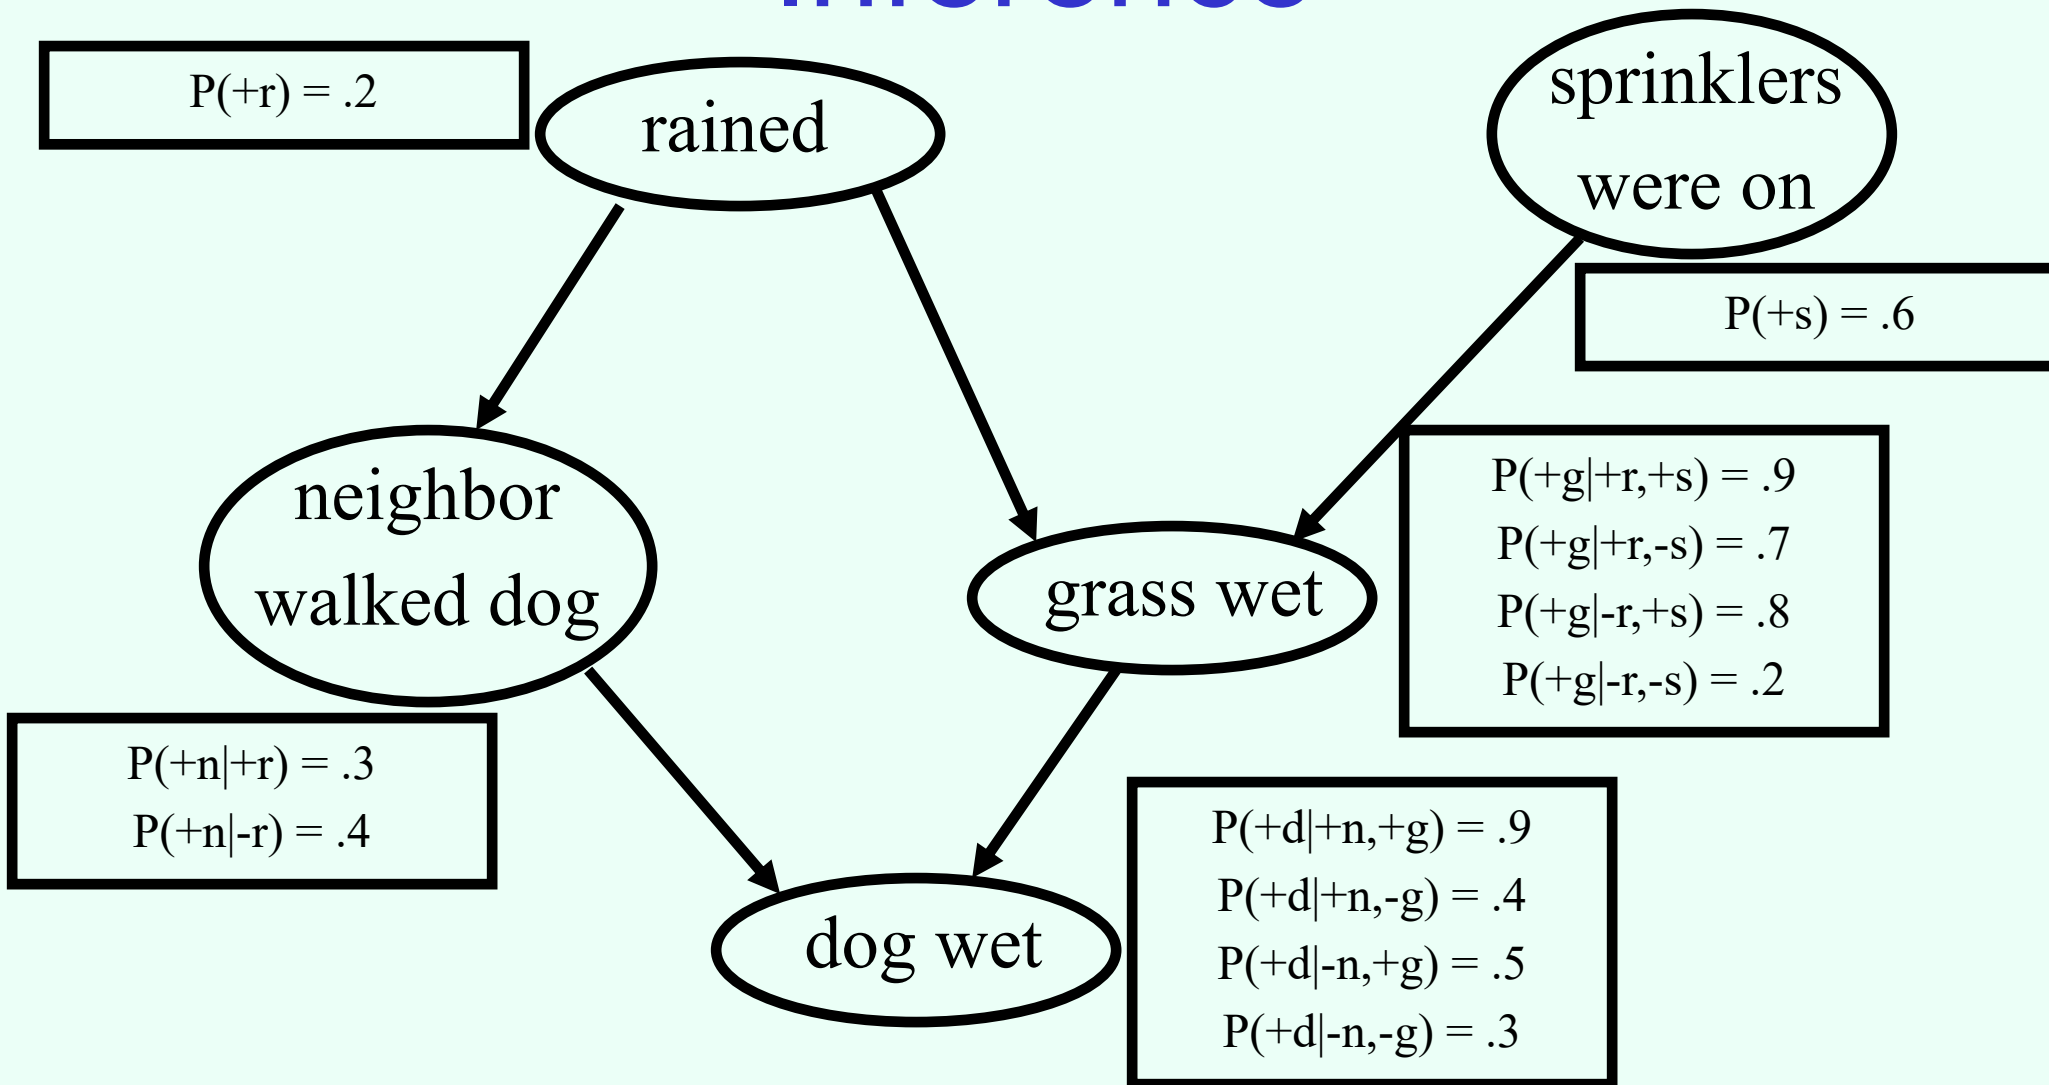 P(+r) = .2
rained
sprinklers
were on
P(+s) = .6
neighbor
walked dog
grass wet
P(+g|+r,+s) = .9
P(+g|+r,-s) = .7
P(+g|-r,+s) = .8
P(+g|-r,-s) = .2
P(+n|+r) = .3
P(+n|-r) = .4
dog wet
P(+d|+n,+g) = .9
P(+d|+n,-g) = .4
P(+d|-n,+g) = .5
P(+d|-n,-g) = .3